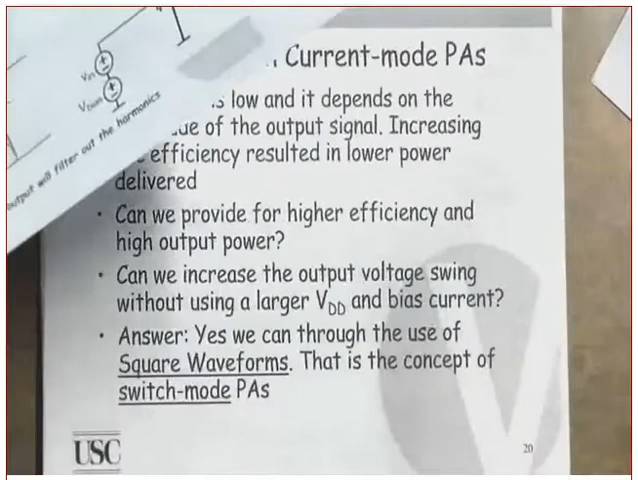 Current-mode PAs
low and it depends on the
of the output signal. Increasing
efficiency resulted in lower power
delivered
• Can we provide for higher efficiency and
high output power?
• Can we increase the output voltage swing
without using a larger VDD and bias current?
• Answer: Yes we can through the use of
Square Waveforms. That is the concept of
switch-mode PAs
USC
20
output will filter out the harmonics